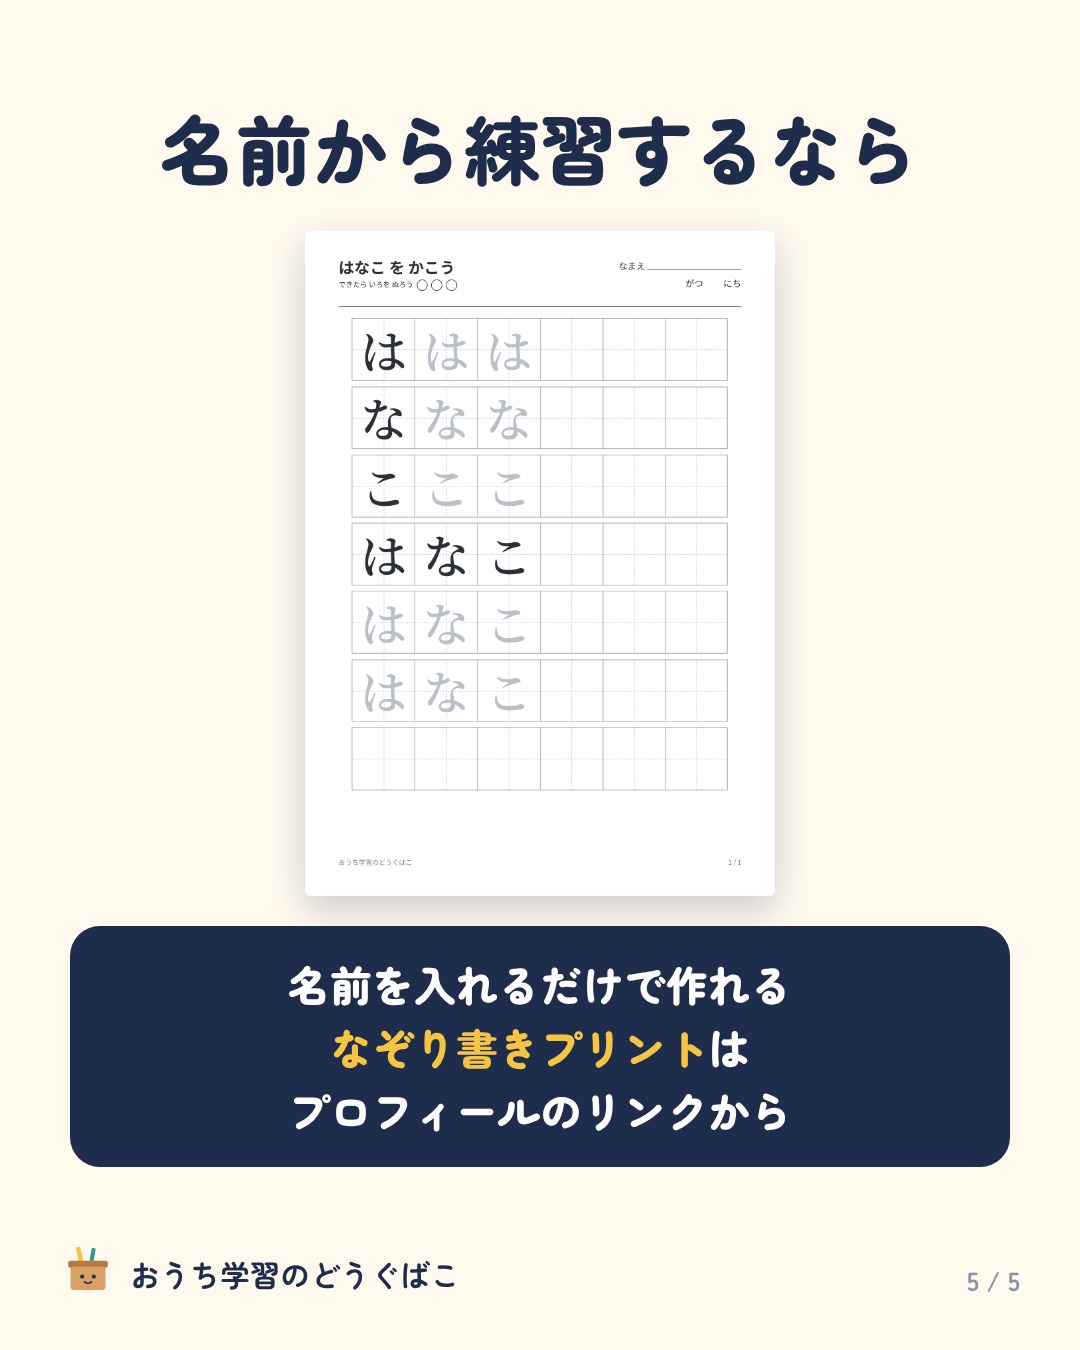 名前から練習するなら
はなこ を かこう
できたら いろを ぬろう ○○○
なまえ
がつ にち
は は は
な な な
こ こ こ
は な こ
は な こ
は な こ
おうち学習のどうぐばこ
1 / 1
名前を入れるだけで作れる
なぞり書きプリントは
プロフィールのリンクから
おうち学習のどうぐばこ
5 / 5